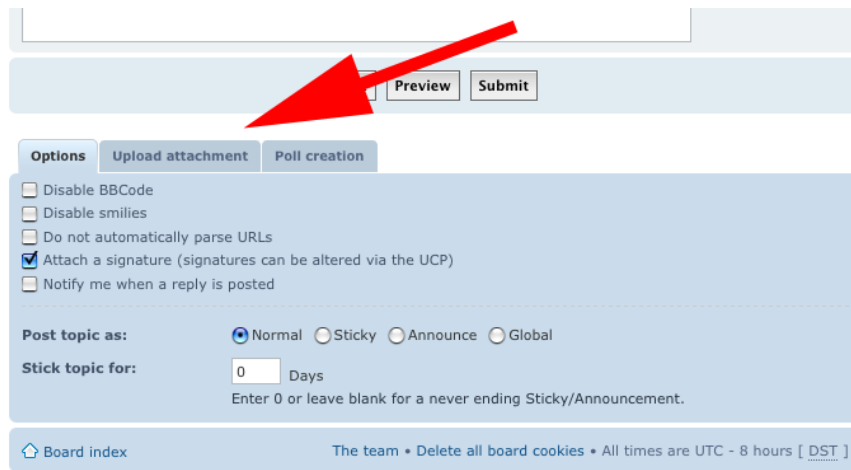 Preview Submit
Options Upload attachment Poll creation
Disable BBCode
Disable smilies
Do not automatically parse URLs
Attach a signature (signatures can be altered via the UCP)
Notify me when a reply is posted
Post topic as: Normal Sticky Announce Global
Stick topic for: 0 Days
Enter 0 or leave blank for a never ending Sticky/Announcement.
Board index The team • Delete all board cookies • All times are UTC - 8 hours [ DST ]